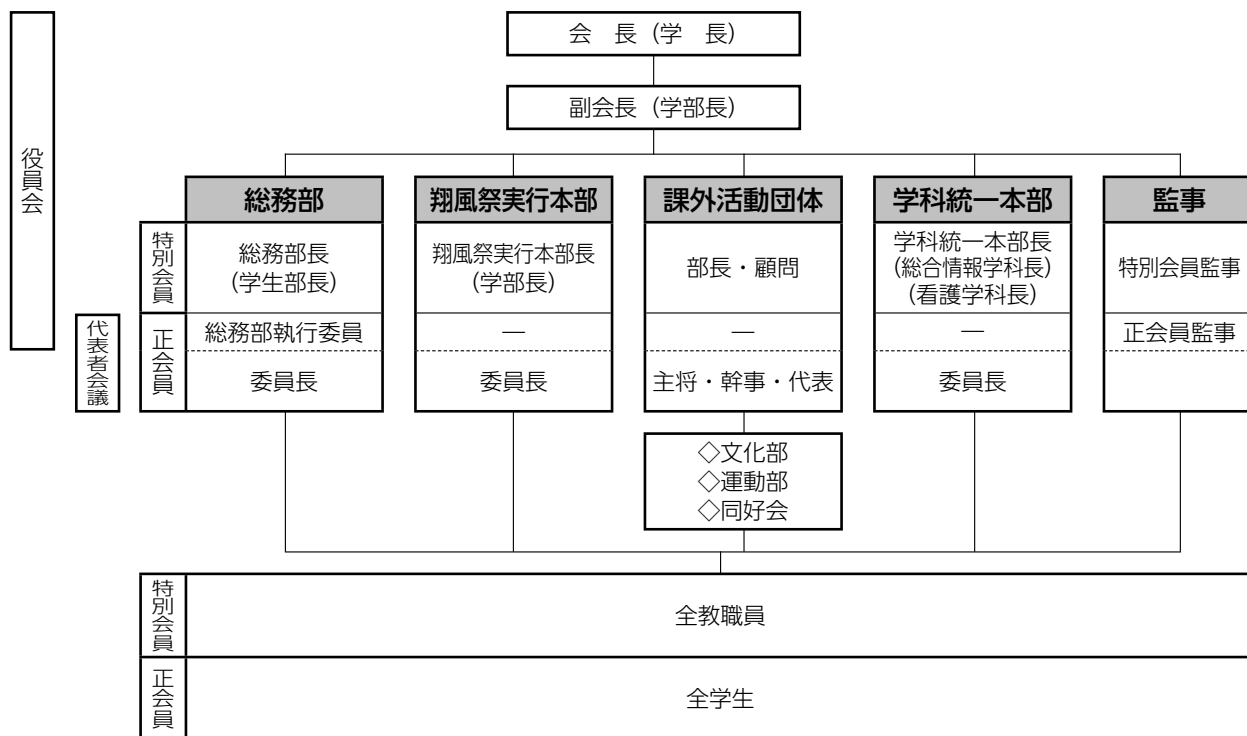 会　長（学　長）
副会長（学部長）
役員会
総務部
翔風祭実行本部
課外活動団体
学科統一本部
監事
特別会員
総務部長
(学生部長)
翔風祭実行本部長
(学部長)
部長・顧問
学科統一本部長
(総合情報学科長)
(看護学科長)
特別会員監事
代表者会議
正会員
総務部執行委員
―
―
―
正会員監事
委員長
委員長
主将・幹事・代表
委員長
◇文化部
◇運動部
◇同好会
特別会員
全教職員
正会員
全学生